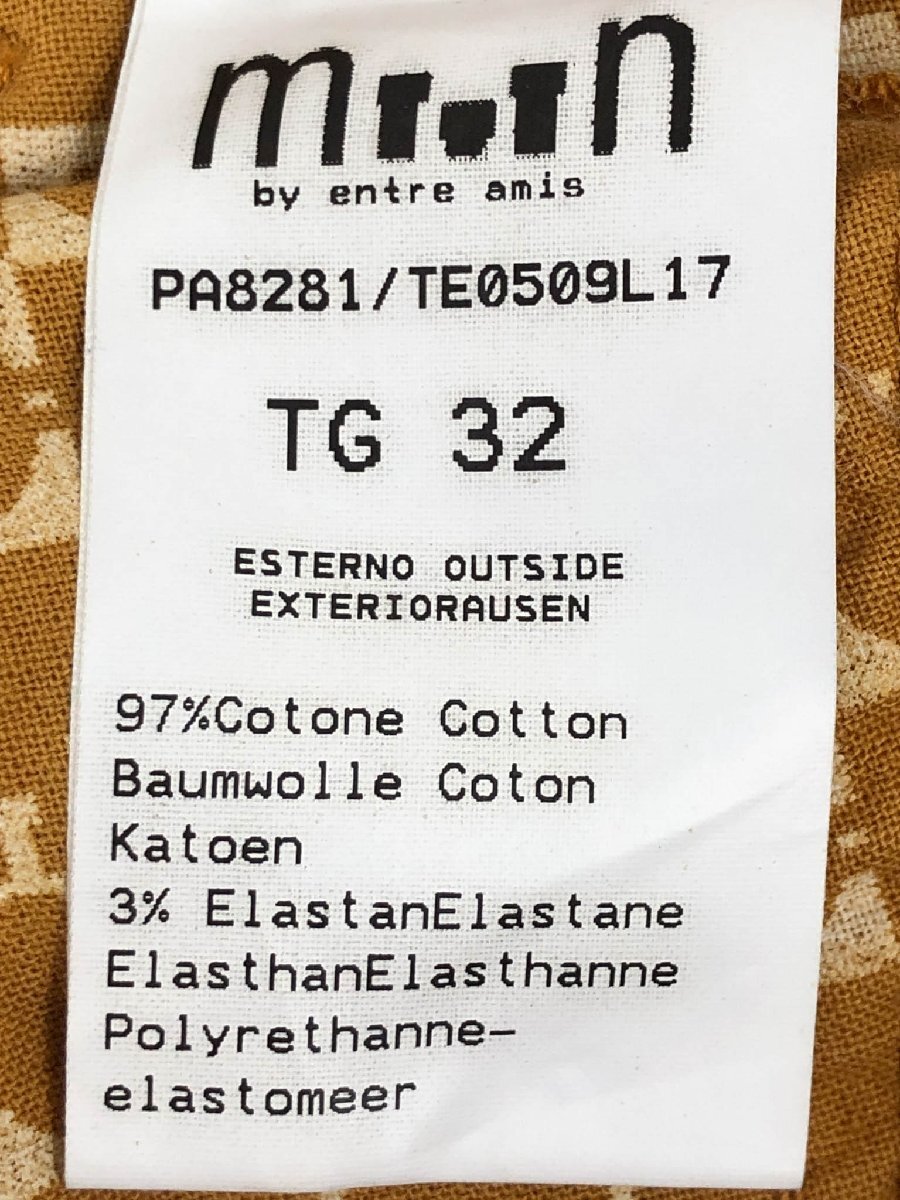 by entre amis
PA8281/TE0509L17
TG 32
ESTERNO OUTSIDE
EXTERIORAUSEN
97%Cotone Cotton
Baumwolle Coton
Katoen
3% ElastanElastane
ElasthanElasthanne
Polyrethanne-
elastomeer